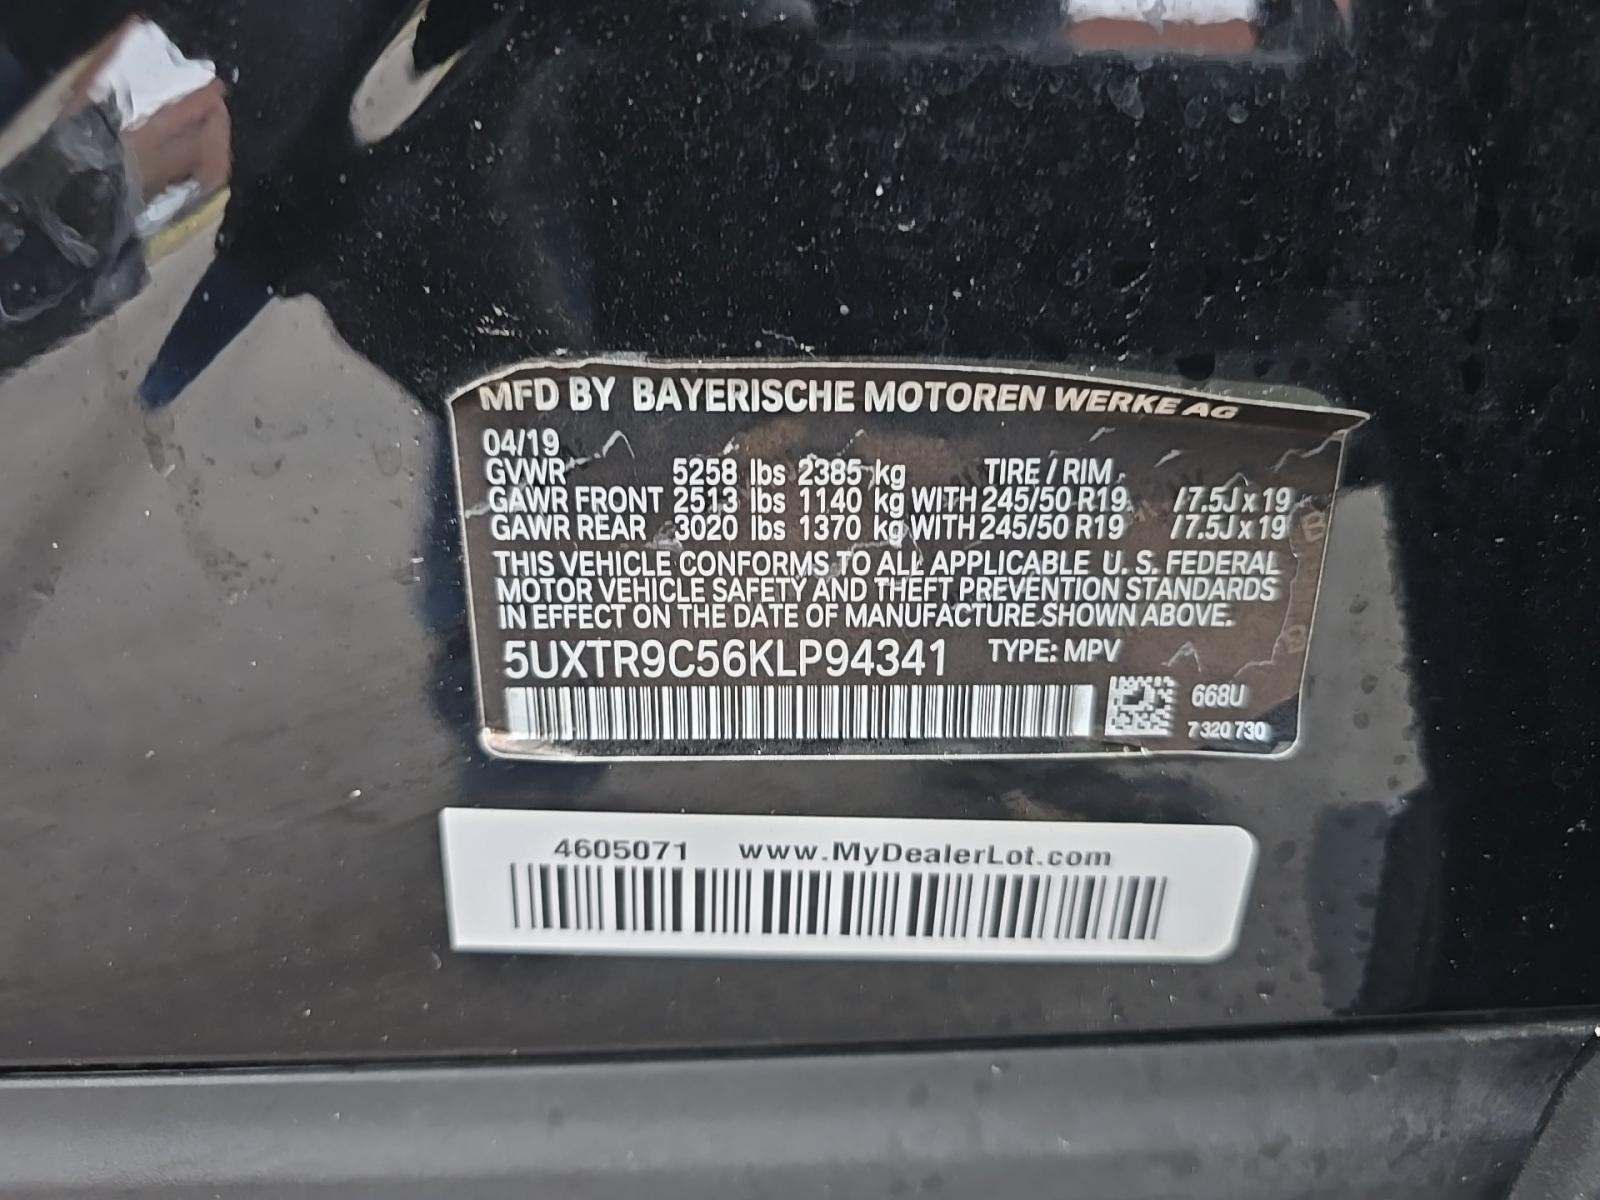 MFD BY BAYERISCHE MOTOREN WERKE AG
04/19
GVWR 5258 lbs 2385 kg TIRE / RIM
GAWR FRONT 2513 lbs 1140 kg WITH 245/50 R19 /7.5J x 19
GAWR REAR 3020 lbs 1370 kg WITH 245/50 R19 /7.5J x 19
THIS VEHICLE CONFORMS TO ALL APPLICABLE U. S. FEDERAL
MOTOR VEHICLE SAFETY AND THEFT PREVENTION STANDARDS
IN EFFECT ON THE DATE OF MANUFACTURE SHOWN ABOVE.
5UXTR9C56KLP94341 TYPE: MPV
668U
7 320 730
4605071 www.MyDealerLot.com